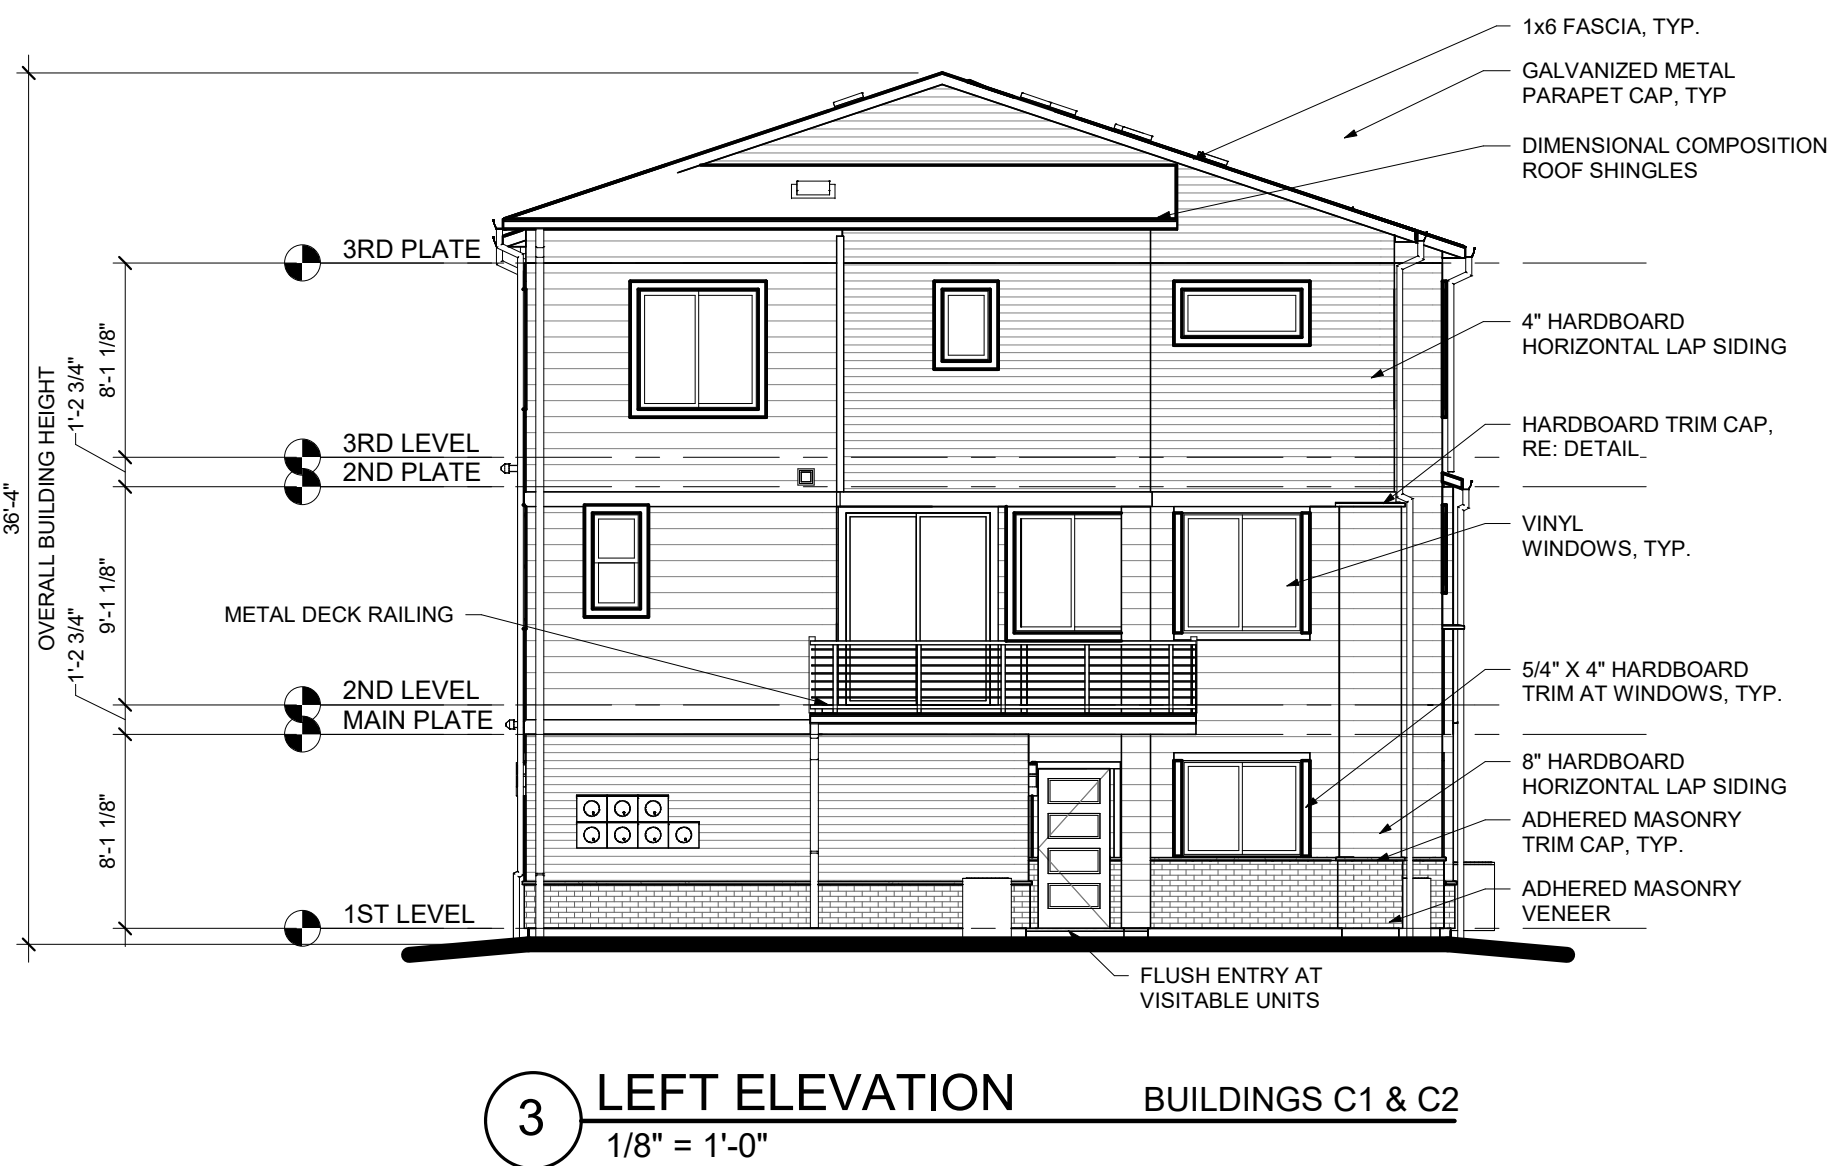 1x6 FASCIA, TYP.
GALVANIZED METAL
PARAPET CAP, TYP
DIMENSIONAL COMPOSITION
ROOF SHINGLES
3RD PLATE
8'-1 1/8"
4" HARDBOARD
HORIZONTAL LAP SIDING
1'-2 3/4"
3RD LEVEL
2ND PLATE
HARDBOARD TRIM CAP,
RE: DETAIL
36'-4"
OVERALL BUILDING HEIGHT
9'-1 1/8"
VINYL
WINDOWS, TYP.
METAL DECK RAILING
1'-2 3/4"
2ND LEVEL
MAIN PLATE
5/4" X 4" HARDBOARD
TRIM AT WINDOWS, TYP.
8'-1 1/8"
8" HARDBOARD
HORIZONTAL LAP SIDING
ADHERED MASONRY
TRIM CAP, TYP.
ADHERED MASONRY
VENEER
1ST LEVEL
FLUSH ENTRY AT
VISITABLE UNITS
3
LEFT ELEVATION
BUILDINGS C1 & C2
1/8" = 1'-0"